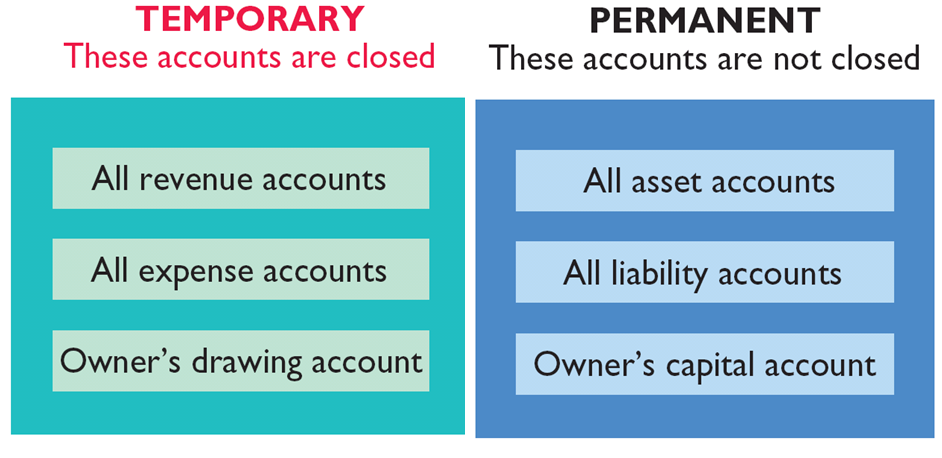 TEMPORARY
These accounts are closed
All revenue accounts
All expense accounts
Owner’s drawing account
PERMANENT
These accounts are not closed
All asset accounts
All liability accounts
Owner’s capital account